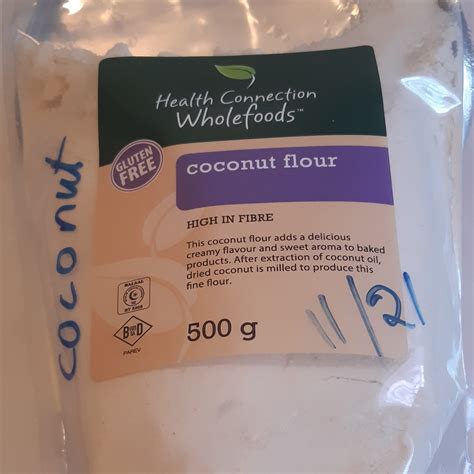 Health Connection
Wholefoods™
GLUTEN
FREE
coconut flour
HIGH IN FIBRE
This coconut flour adds a delicious
creamy flavour and sweet aroma to baked
products. After extraction of coconut oil,
dried coconut is milled to produce this
fine flour.
HALAAL
PAREV
500 g
11/21
coconut